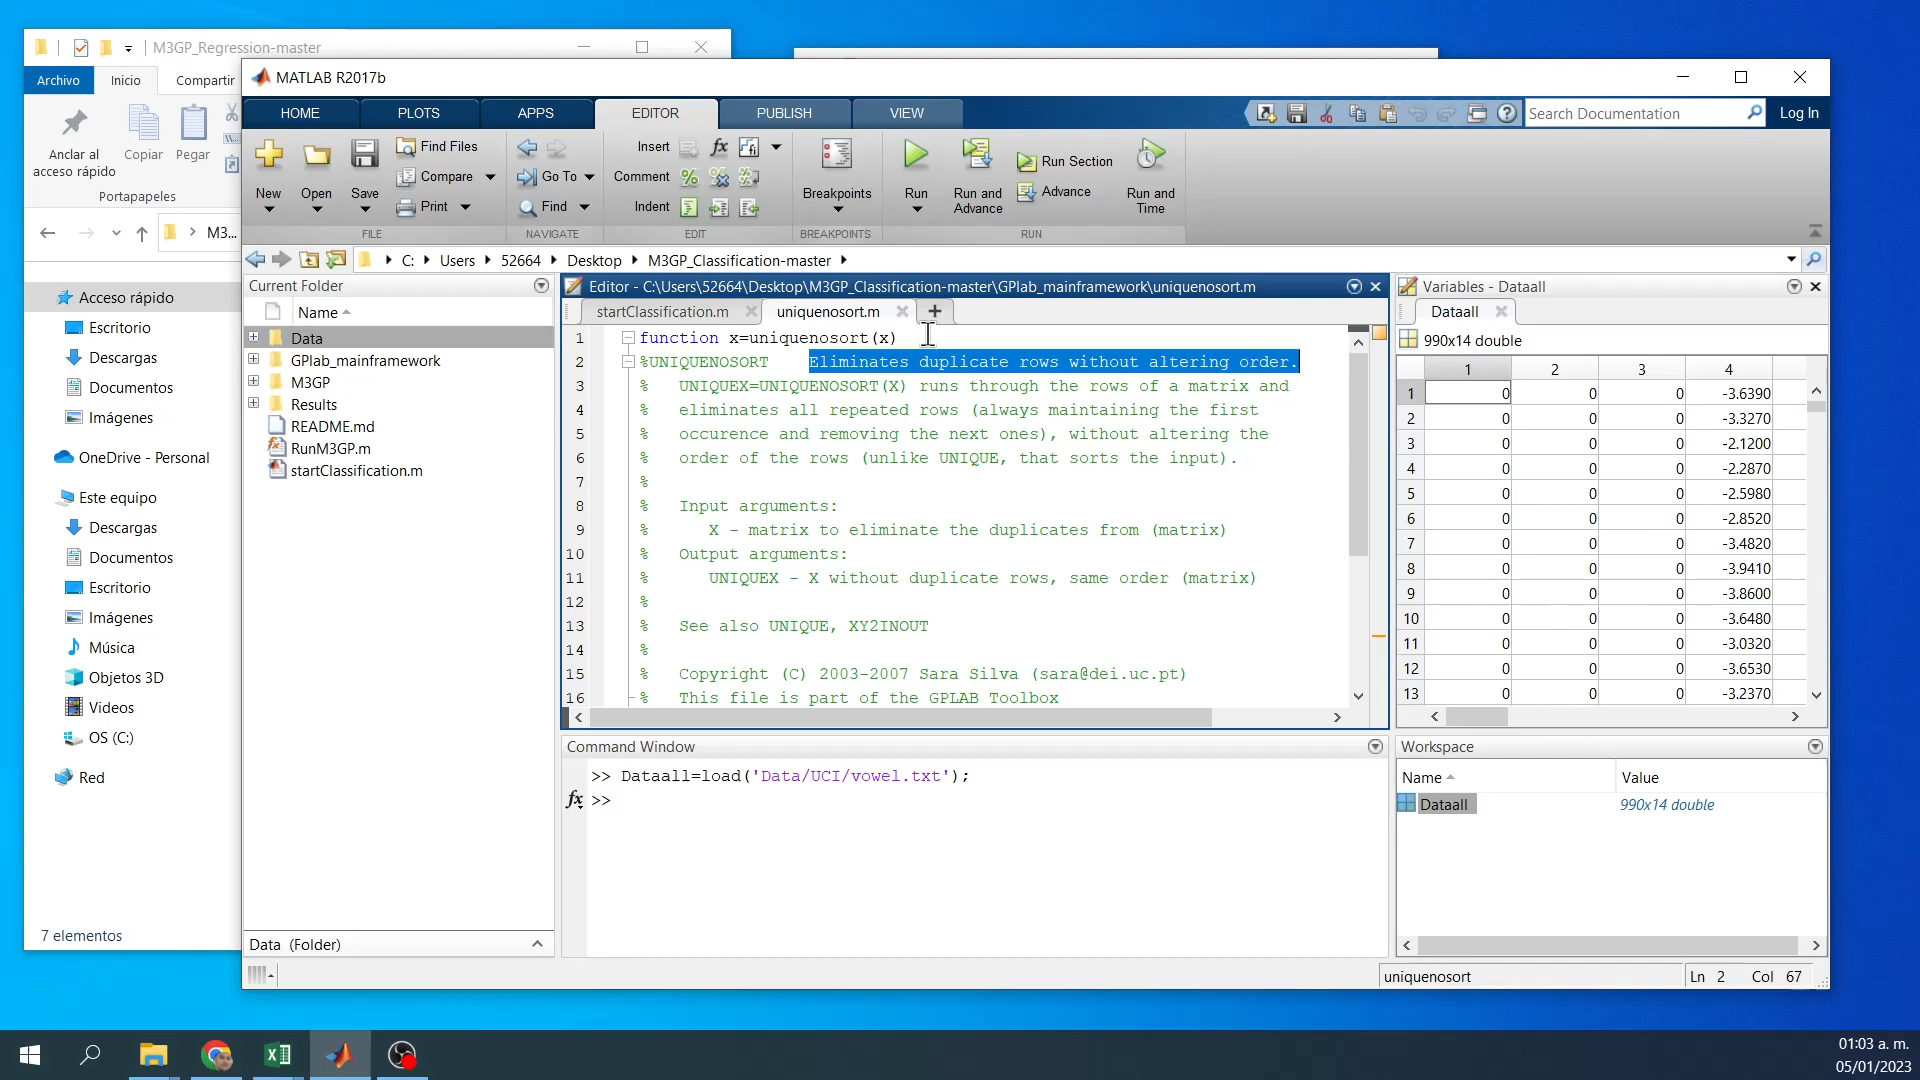 M3GP_Regression-master
Archivo
Inicio
Compartir
Anclar al
acceso rápido
Copiar
Pegar
Portapapeles
M3...
Acceso rápido
Escritorio
Descargas
Documentos
Imágenes
OneDrive - Personal
Este equipo
Descargas
Documentos
Escritorio
Imágenes
Música
Objetos 3D
Videos
OS (C:)
Red
7 elementos
MATLAB R2017b
HOME
PLOTS
APPS
EDITOR
PUBLISH
VIEW
Search Documentation
Log In
New
Open
Save
Find Files
Compare
Print
FILE
Go To
Find
NAVIGATE
Insert
Comment
Indent
EDIT
Breakpoints
BREAKPOINTS
Run
Run and
Advance
Run Section
Advance
Run and
Time
RUN
C: Users 52664 Desktop M3GP_Classification-master
Current Folder
Name
Data
GPlab_mainframework
M3GP
Results
README.md
RunM3GP.m
startClassification.m
Data (Folder)
Editor - C:\Users\52664\Desktop\M3GP_Classification-master\GPlab_mainframework\uniquenosort.m
startClassification.m
uniquenosort.m
1 function x=uniquenosort(x)
2 %UNIQUENOSORT Eliminates duplicate rows without altering order.
3 % UNIQUEX=UNIQUENOSORT(X) runs through the rows of a matrix and
4 % eliminates all repeated rows (always maintaining the first
5 % occurence and removing the next ones), without altering the
6 % order of the rows (unlike UNIQUE, that sorts the input).
7 %
8 % Input arguments:
9 % X - matrix to eliminate the duplicates from (matrix)
10 % Output arguments:
11 % UNIQUEX - X without duplicate rows, same order (matrix)
12 %
13 % See also UNIQUE, XY2INOUT
14 %
15 % Copyright (C) 2003-2007 Sara Silva (sara@dei.uc.pt)
16 % This file is part of the GPLAB Toolbox
Command Window
>> Dataall=load('Data/UCI/vowel.txt');
fx >>
Variables - Dataall
Dataall
990x14 double
1 2 3 4
1 0 0 0 -3.6390
2 0 0 0 -3.3270
3 0 0 0 -2.1200
4 0 0 0 -2.2870
5 0 0 0 -2.5980
6 0 0 0 -2.8520
7 0 0 0 -3.4820
8 0 0 0 -3.9410
9 0 0 0 -3.8600
10 0 0 0 -3.6480
11 0 0 0 -3.0320
12 0 0 0 -3.6530
13 0 0 0 -3.2370
Workspace
Name Value
Dataall 990x14 double
uniquenosort
Ln 2 Col 67
01:03 a. m.
05/01/2023